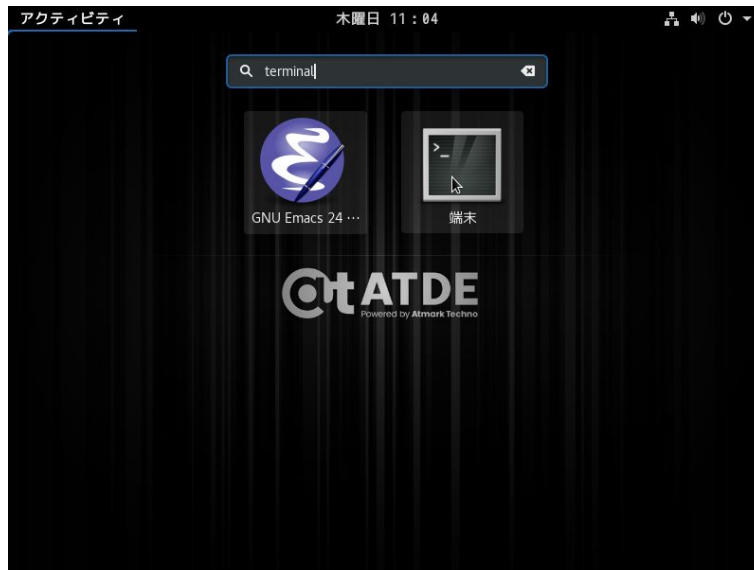 アクティビティ 木曜日 11：04
terminal
GNU Emacs 24 … 端末
at ATDE
Powered by Atmark Techno